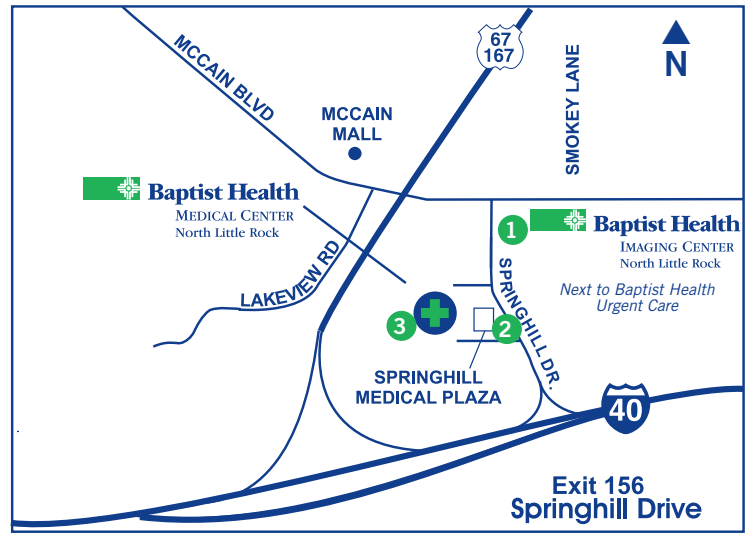 67
167
N
MCCAIN BLVD
SMOKEY LANE
MCCAIN
MALL
Baptist Health
MEDICAL CENTER
North Little Rock
1
Baptist Health
IMAGING CENTER
North Little Rock
Next to Baptist Health
Urgent Care
LAKEVIEW RD
SPRINGHILL DR.
3
2
SPRINGHILL
MEDICAL PLAZA
40
Exit 156
Springhill Drive